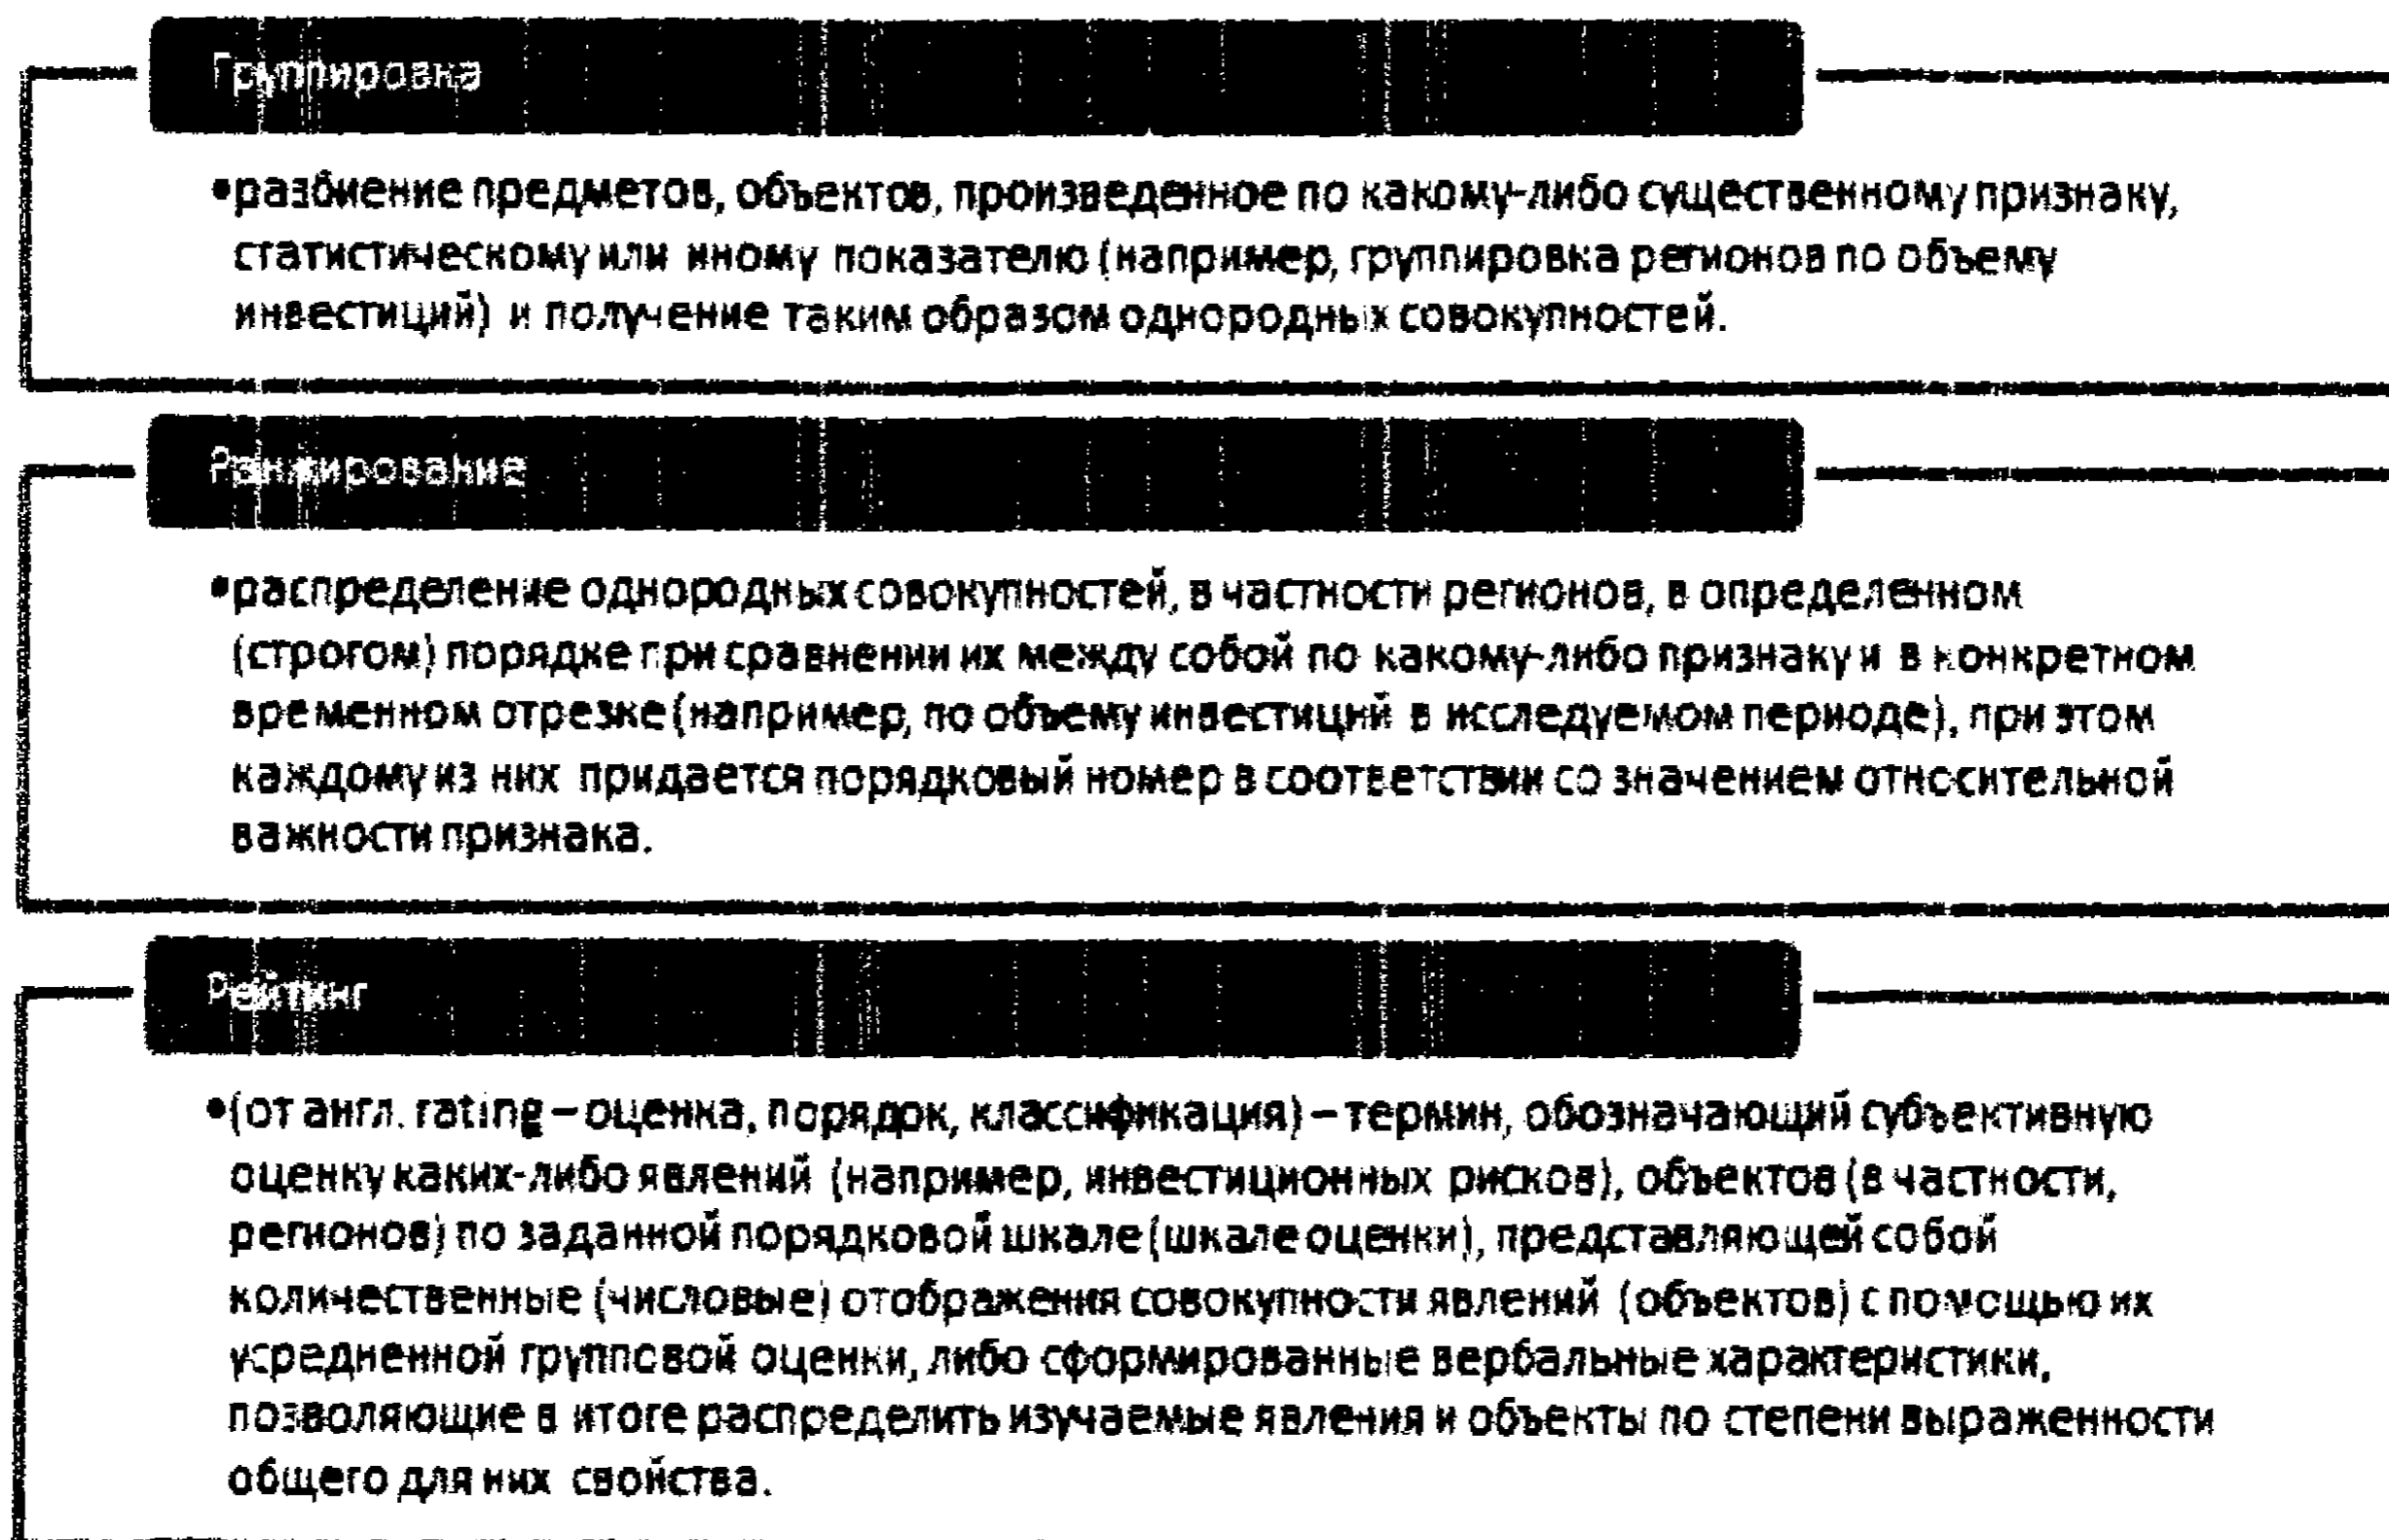 Группировка
•разбиение предметов, объектов, произведенное по какому-либо существенному признаку,
статистическому или иному показателю (например, группировка регионов по объему
инвестиций) и получение таким образом однородных совокупностей.
Ранжирование
•распределение однородных совокупностей, в частности регионов, в определенном
(строгом) порядке при сравнении их между собой по какому-либо признаку и в конкретном
временном отрезке (например, по объему инвестиций в исследуемом периоде), при этом
каждому из них придается порядковый номер в соответствии со значением относительной
важности признака.
Рейтинг
•(от англ. rating – оценка, порядок, классификация) – термин, обозначающий субъективную
оценку каких-либо явлений (например, инвестиционных рисков), объектов (в частности,
регионов) по заданной порядковой шкале (шкале оценки), представляющей собой
количественные (числовые) отображения совокупности явлений (объектов) с помощью их
усредненной групповой оценки, либо сформированные вербальные характеристики,
позволяющие в итоге распределить изучаемые явления и объекты по степени выраженности
общего для них свойства.